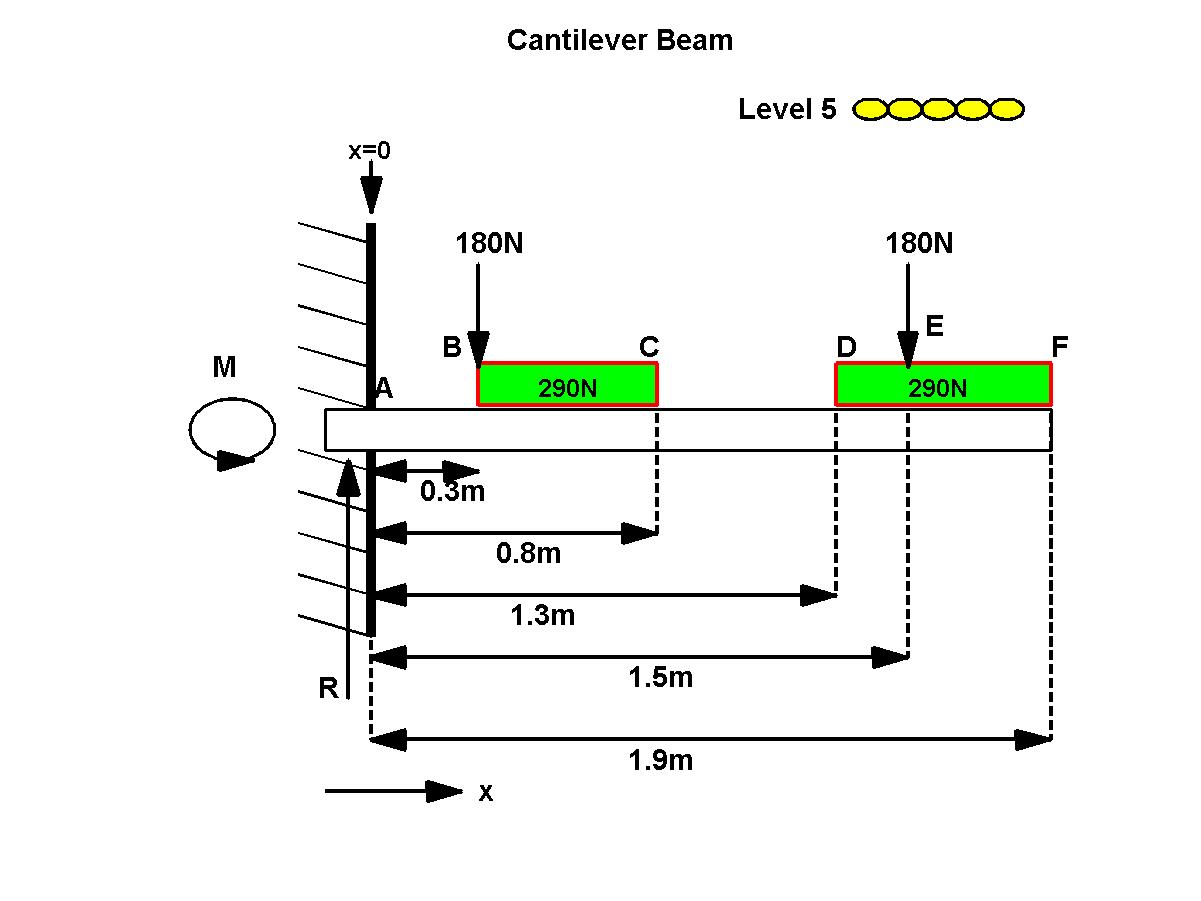 Cantilever Beam
Level 5
x=0
180N
180N
E
B
C
D
F
M
A
290N
290N
0.3m
0.8m
1.3m
1.5m
R
1.9m
x